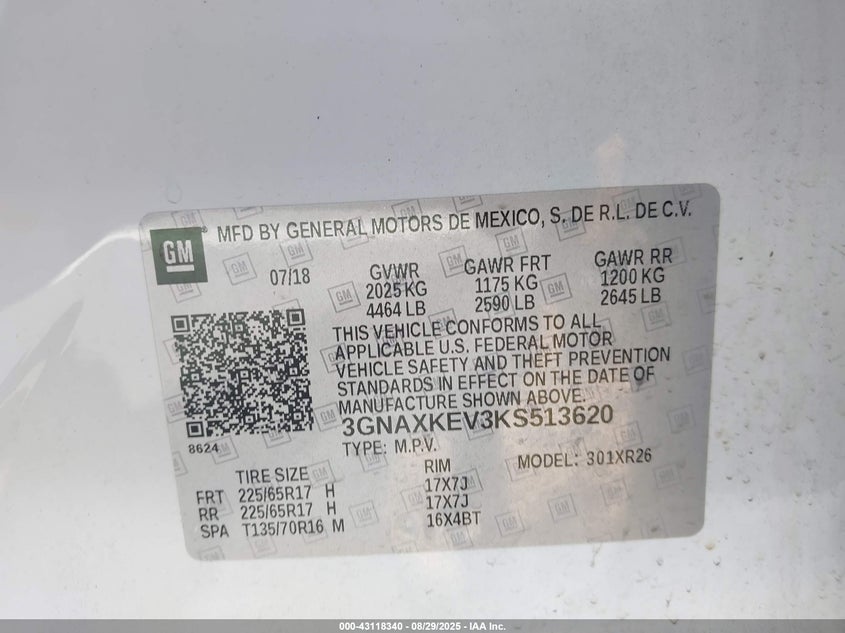 GM
MFD BY GENERAL MOTORS DE MEXICO, S. DE R.L. DE C.V.
07/18 GVWR GAWR FRT GAWR RR
2025 KG 1175 KG 1200 KG
4464 LB 2590 LB 2645 LB
THIS VEHICLE CONFORMS TO ALL
APPLICABLE U.S. FEDERAL MOTOR
VEHICLE SAFETY AND THEFT PREVENTION
STANDARDS IN EFFECT ON THE DATE OF
MANUFACTURE SHOWN ABOVE.
3GNAXKEV3KS513620
8624
TYPE: M.P.V. MODEL: 301XR26
TIRE SIZE RIM
FRT 225/65R17 H 17X7J
RR 225/65R17 H 17X7J
SPA T135/70R16 M 16X4BT
000-43118340 - 08/29/2025 - IAA Inc.